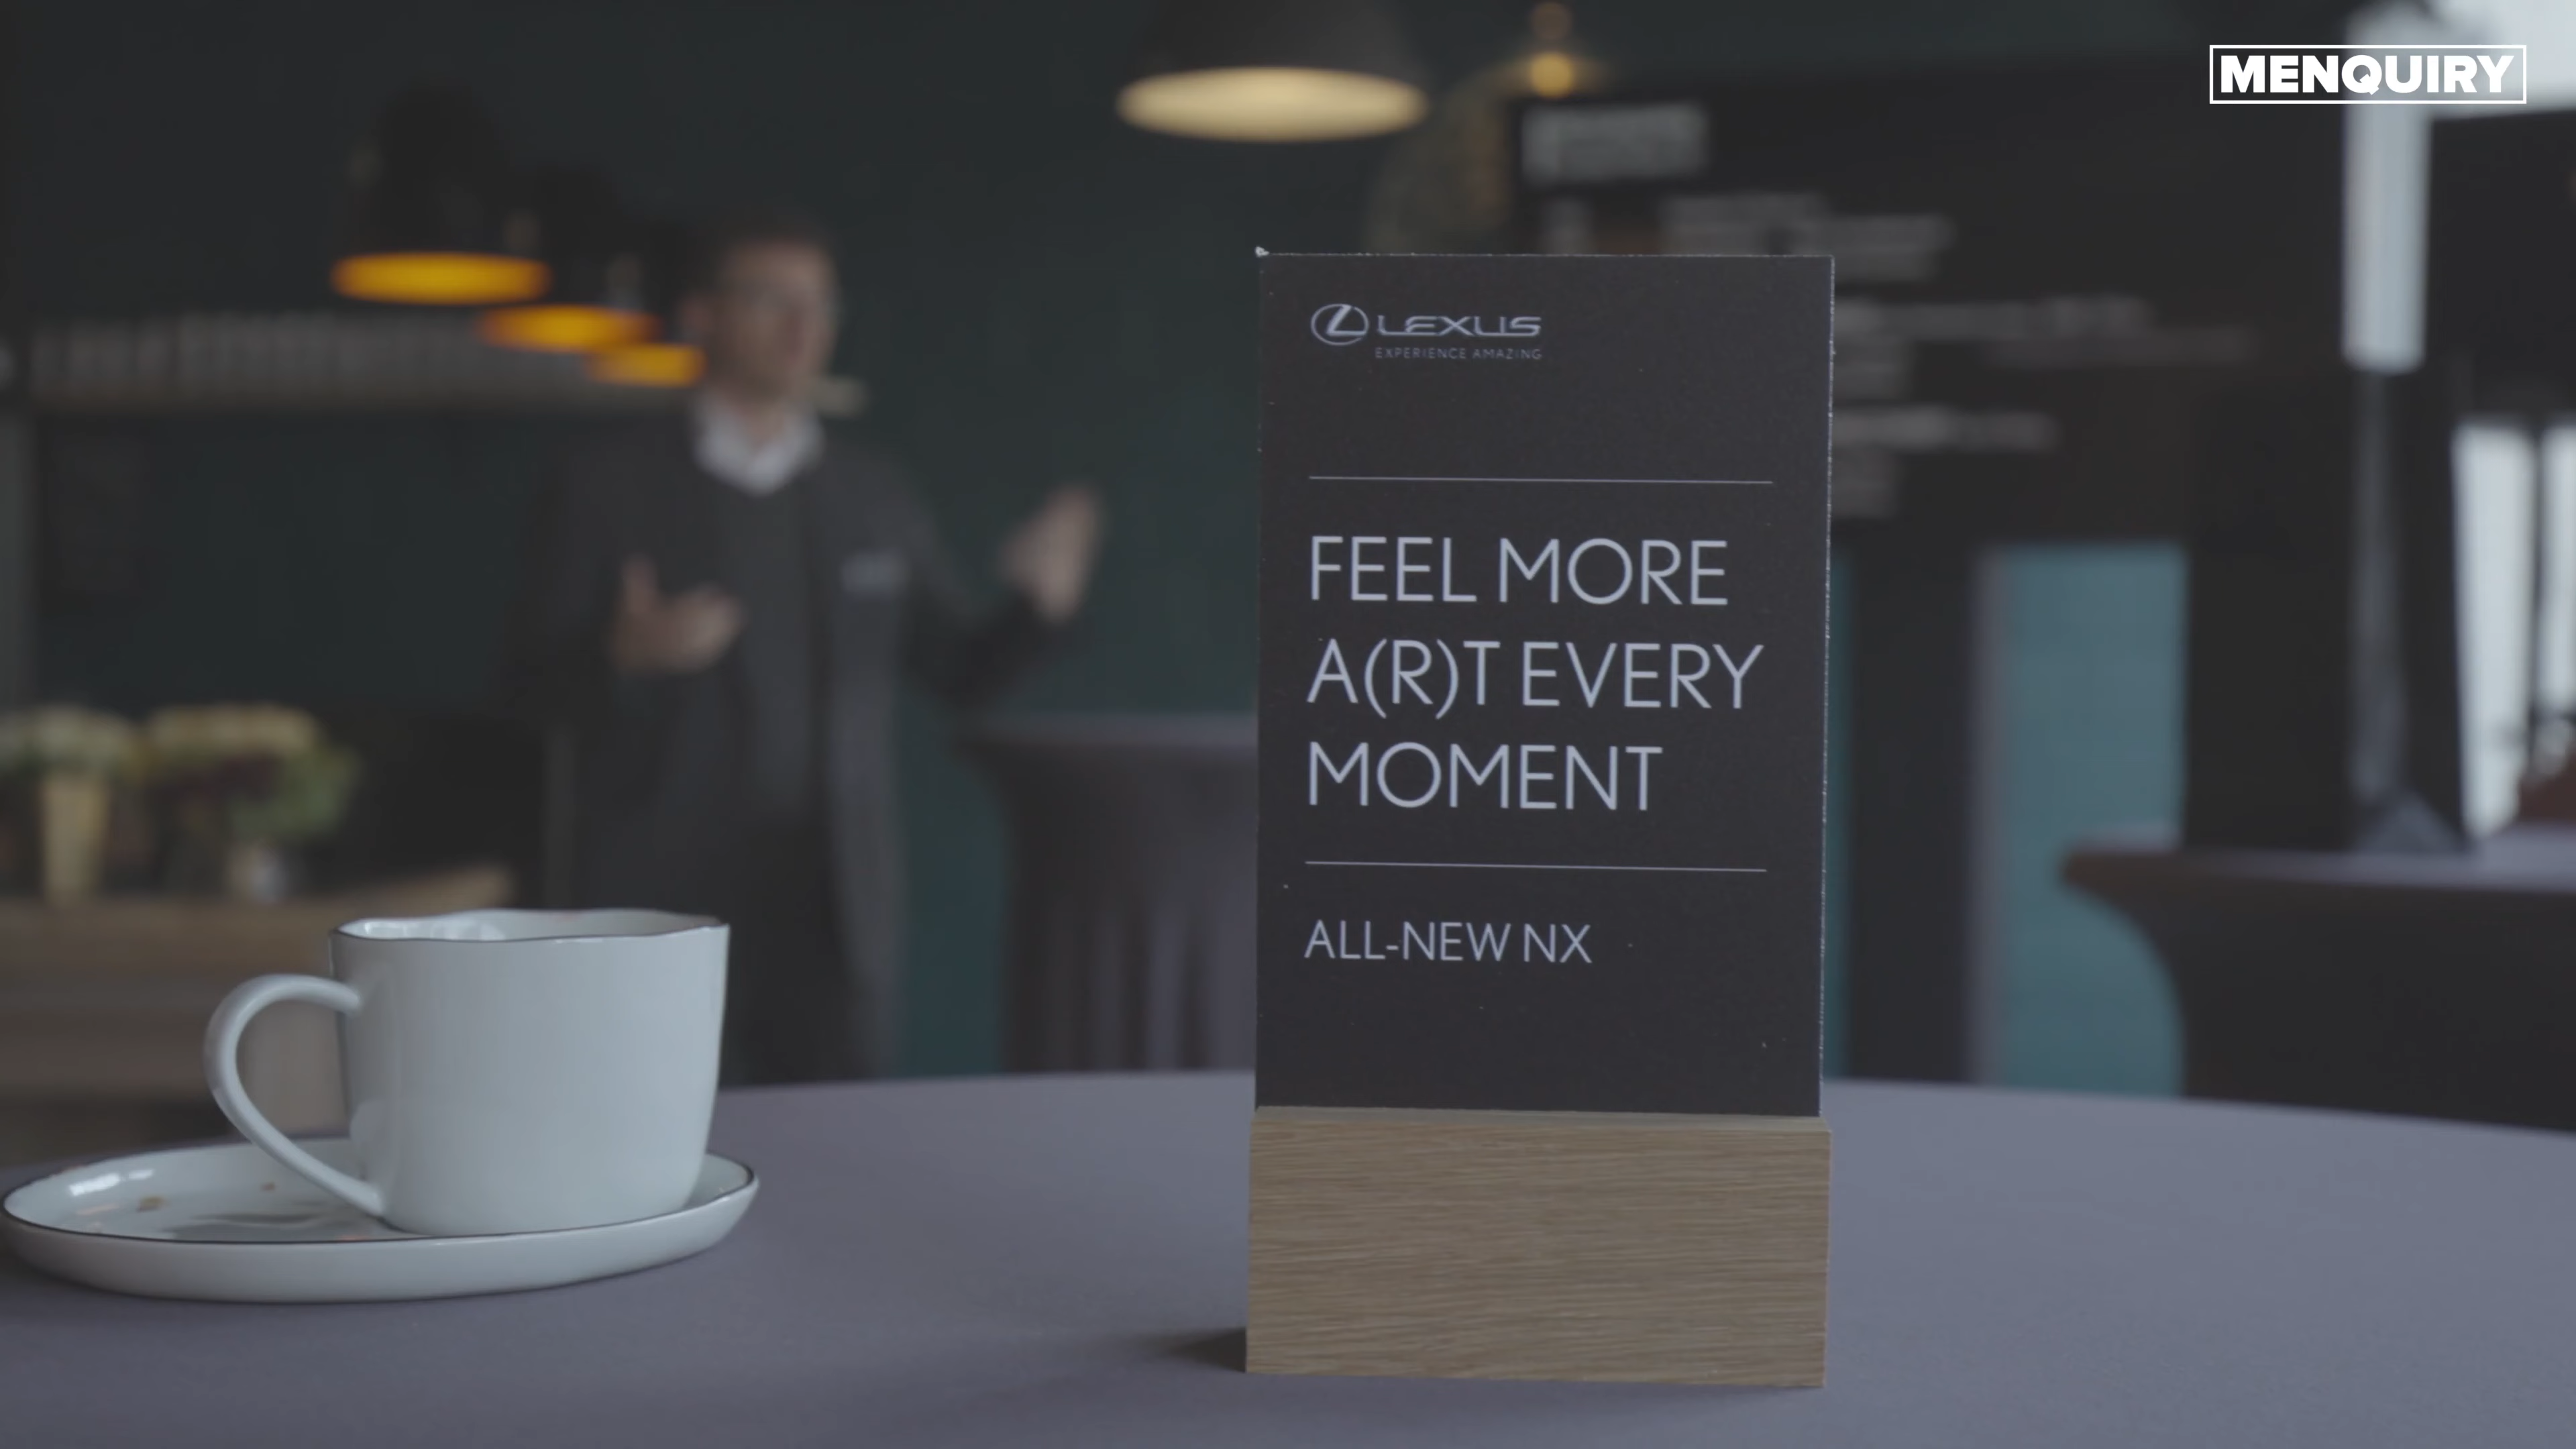 MENQUIRY
LEXUS
EXPERIENCE AMAZING
FEEL MORE
A(R)T EVERY
MOMENT
ALL-NEW NX